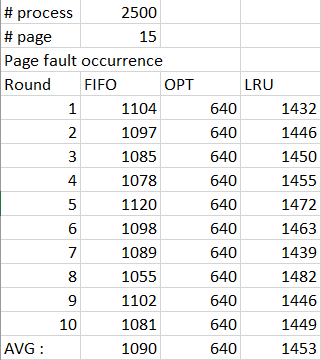 # process 2500
# page 15
Page fault occurrence
Round FIFO OPT LRU
1 1104 640 1432
2 1097 640 1446
3 1085 640 1450
4 1078 640 1455
5 1120 640 1472
6 1098 640 1463
7 1089 640 1439
8 1055 640 1482
9 1102 640 1446
10 1081 640 1449
AVG : 1090 640 1453